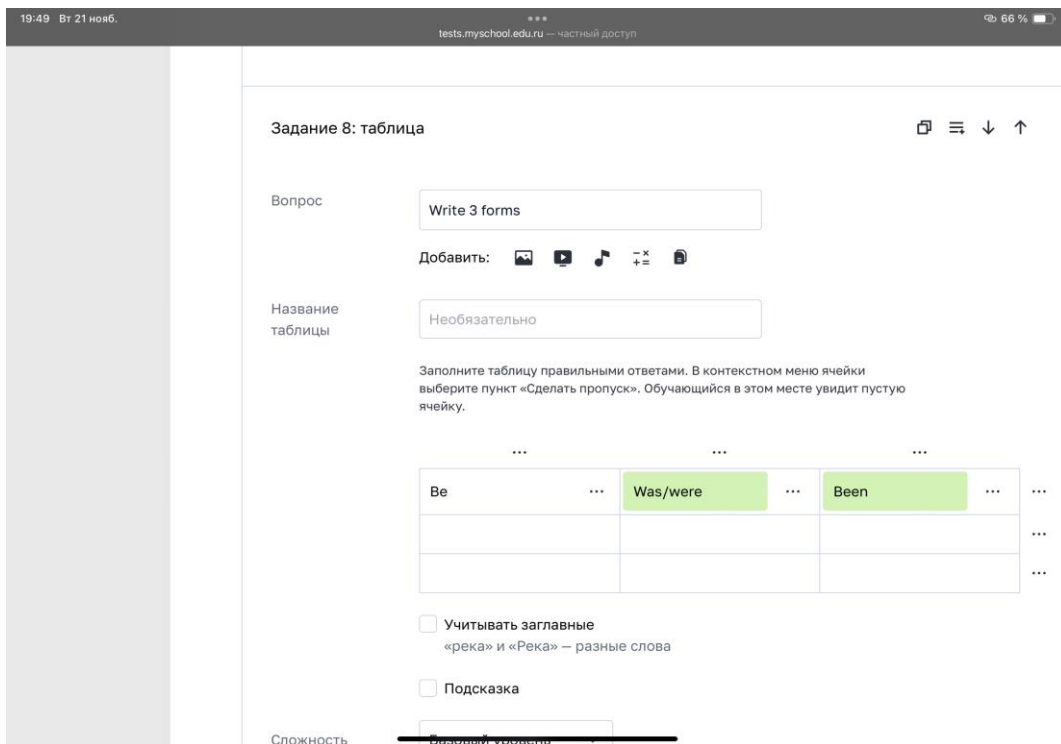 19:49 Вт 21 нояб.
66 %
tests.myschool.edu.ru — частный доступ
Задание 8: таблица
Вопрос
Write 3 forms
Добавить:
Название
таблицы
Необязательно
Заполните таблицу правильными ответами. В контекстном меню ячейки
выберите пункт «Сделать пропуск». Обучающийся в этом месте увидит пустую
ячейку.
Be Was/were Been
Учитывать заглавные
«река» и «Река» — разные слова
Подсказка
Сложность
Базовый уровень